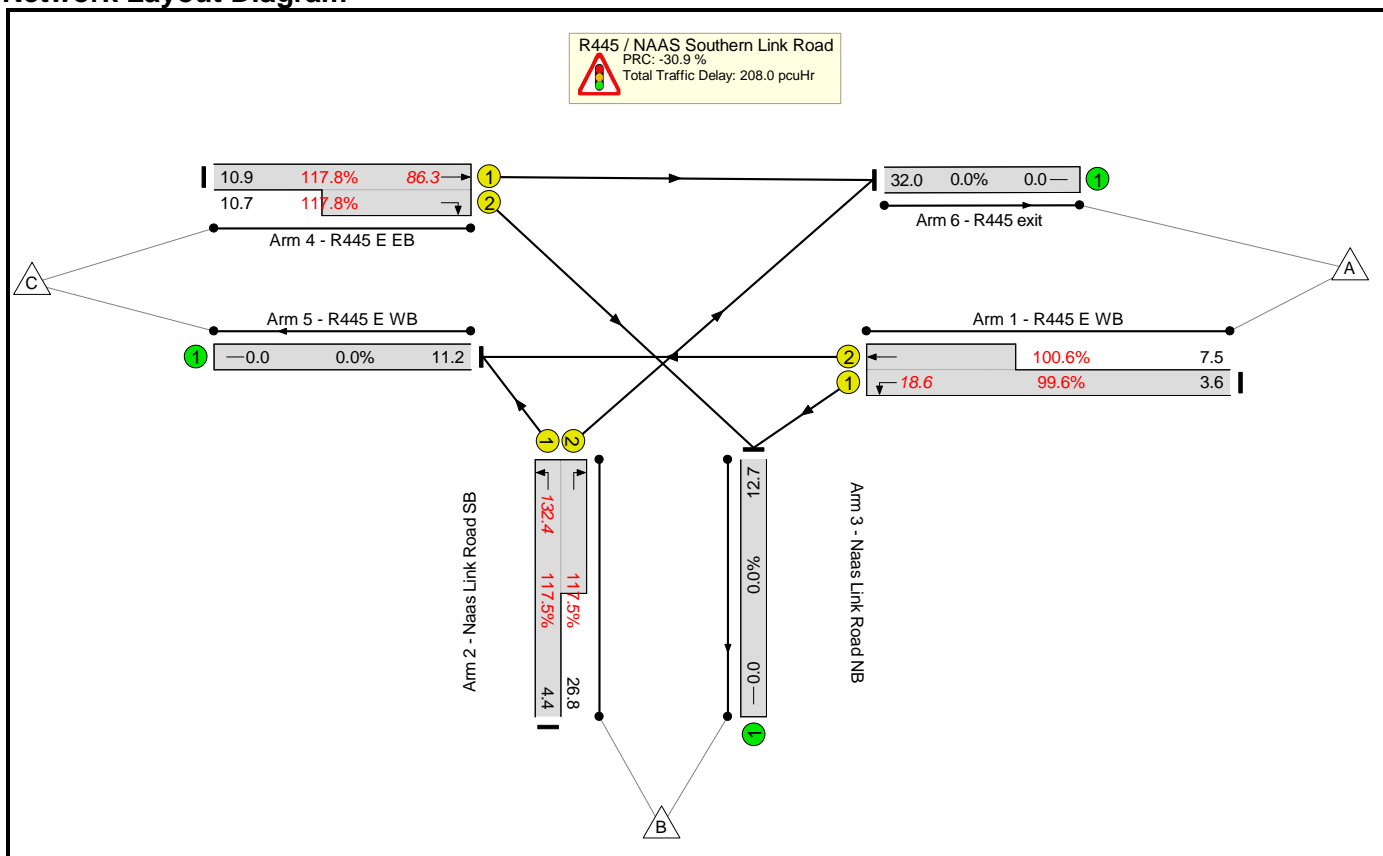 Network Layout Diagram
R445 / NAAS Southern Link Road
PRC: -30.9 %
Total Traffic Delay: 208.0 pcuHr
10.9 117.8% 86.3 1
10.7 117.8% 2
Arm 4 - R445 E EB
32.0 0.0% 0.0 1
Arm 6 - R445 exit
C
A
Arm 5 - R445 E WB
1 0.0 0.0% 11.2
Arm 1 - R445 E WB
2 100.6% 7.5
1 18.6 99.6% 3.6
Arm 2 - Naas Link Road SB
1 132.4 117.5% 4.4
2 117.5% 26.8
12.7 0.0% 0.0 1
Arm 3 - Naas Link Road NB
B